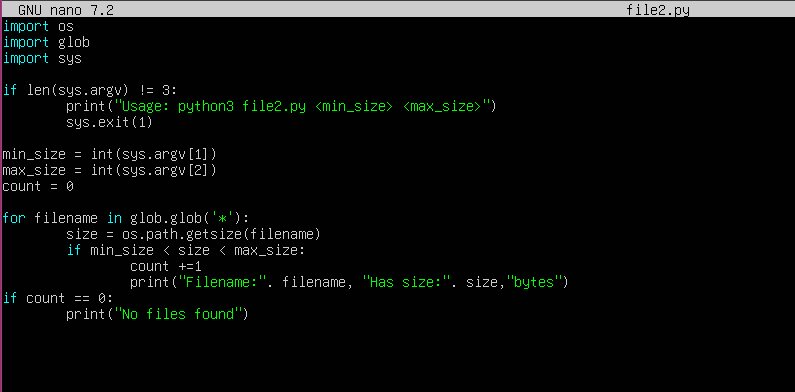 GNU nano 7.2 file2.py
import os
import glob
import sys
if len(sys.argv) != 3:
print("Usage: python3 file2.py <min_size> <max_size>")
sys.exit(1)
min_size = int(sys.argv[1])
max_size = int(sys.argv[2])
count = 0
for filename in glob.glob('*'):
size = os.path.getsize(filename)
if min_size < size < max_size:
count +=1
print("Filename:". filename, "Has size:". size,"bytes")
if count == 0:
print("No files found")